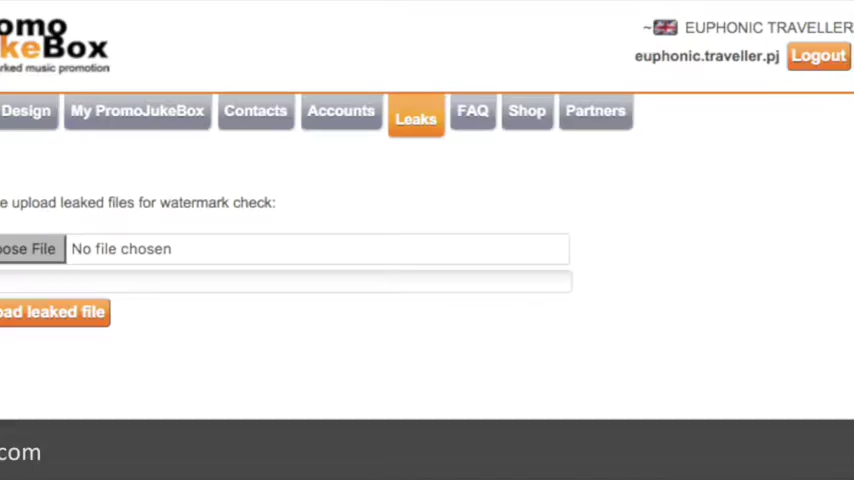 omo
keBox
rked music promotion
~ EUPHONIC TRAVELLER
euphonic.traveller.pj Logout
Design My PromoJukeBox Contacts Accounts Leaks FAQ Shop Partners
e upload leaked files for watermark check:
oose File No file chosen
oad leaked file
.com